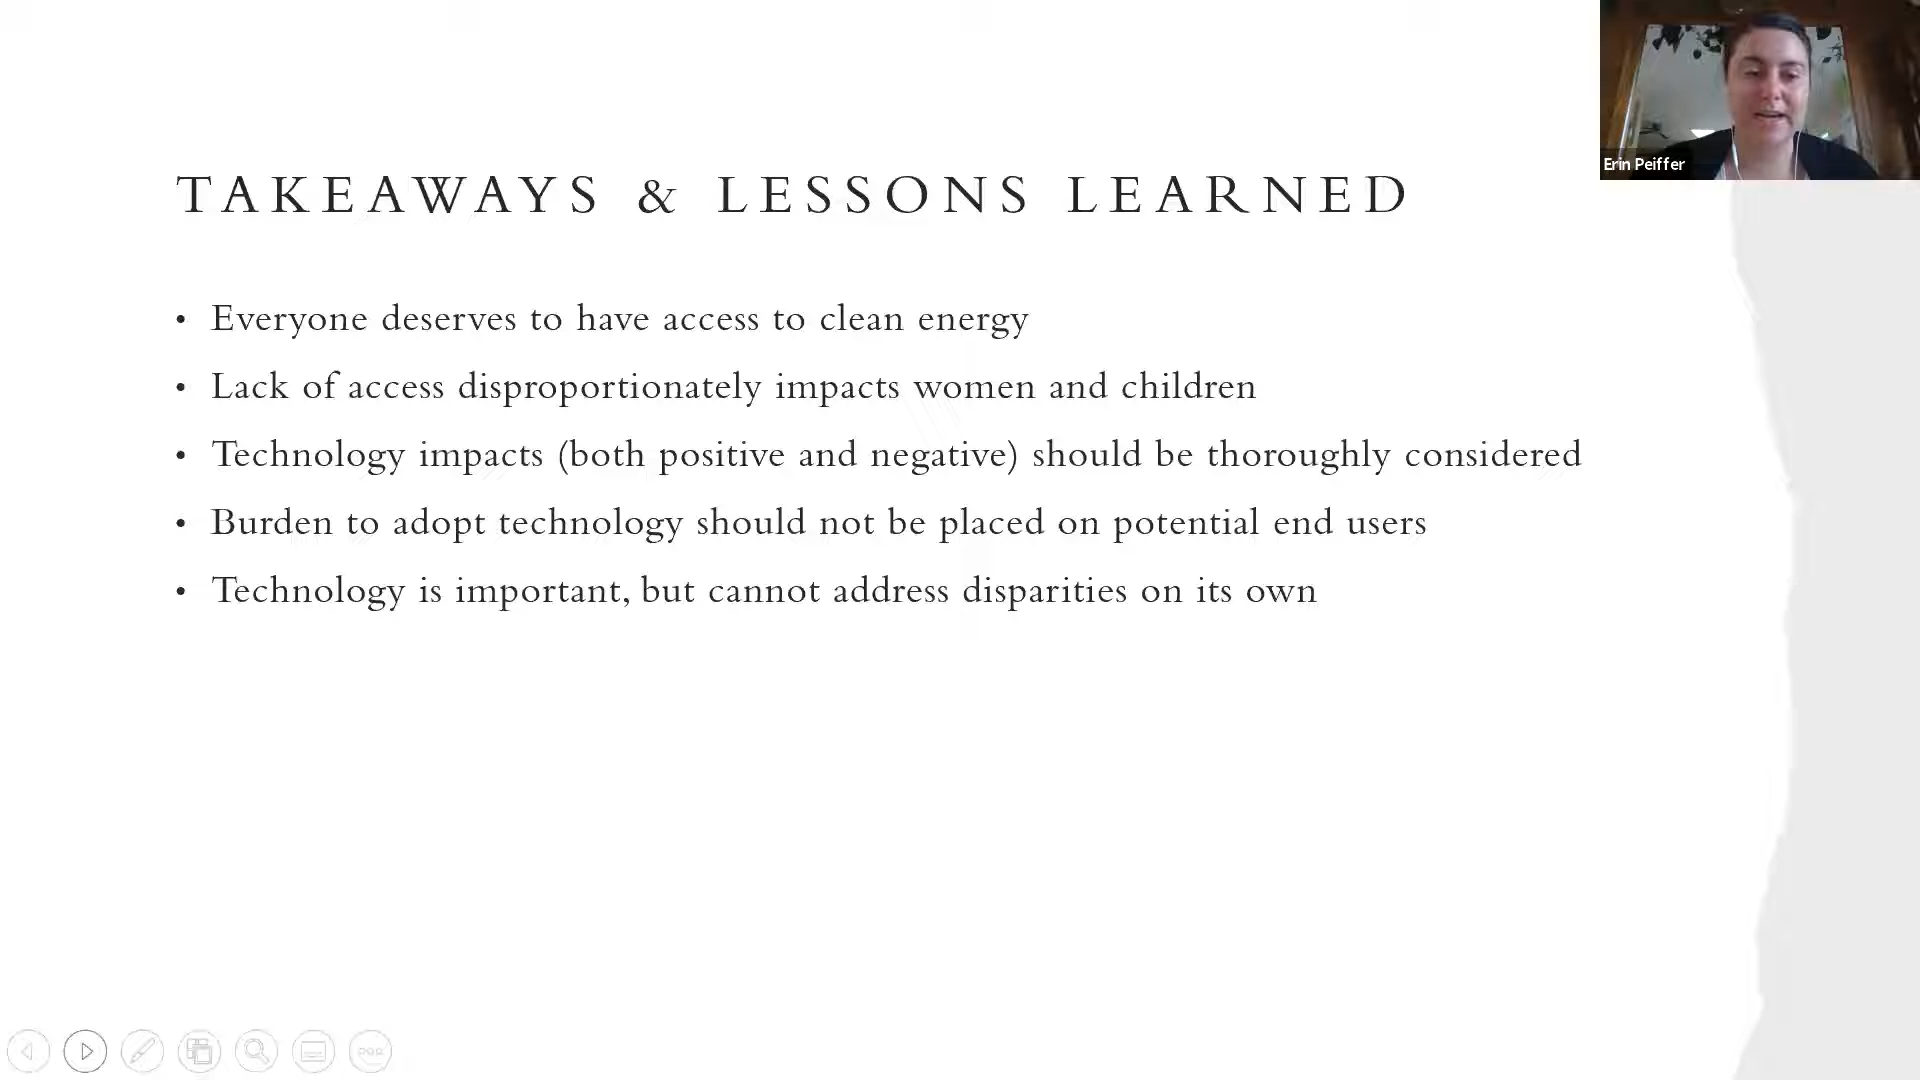 TAKEAWAYS & LESSONS LEARNED
• Everyone deserves to have access to clean energy
• Lack of access disproportionately impacts women and children
• Technology impacts (both positive and negative) should be thoroughly considered
• Burden to adopt technology should not be placed on potential end users
• Technology is important, but cannot address disparities on its own
Erin Peiffer